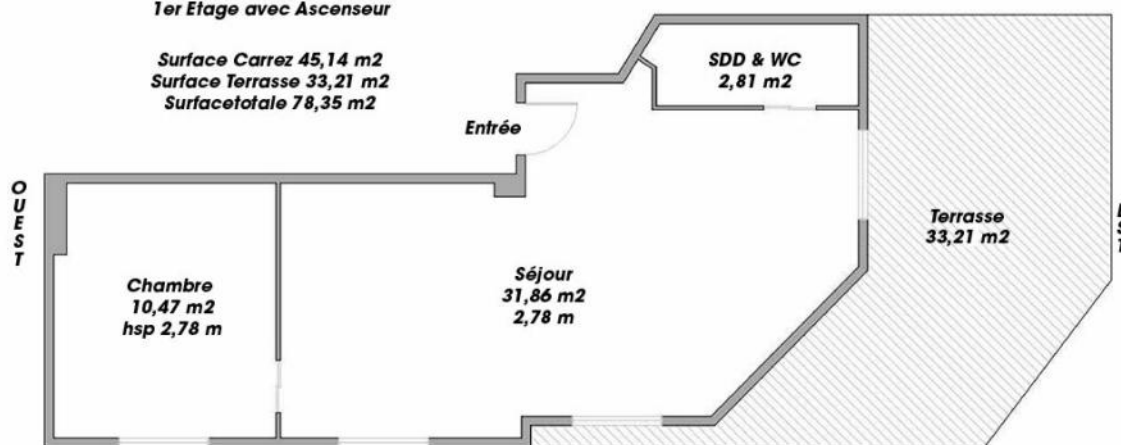 1er Etage avec Ascenseur
Surface Carrez 45,14 m2
Surface Terrasse 33,21 m2
Surfacetotale 78,35 m2
SDD & WC
2,81 m2
Entrée
OUEST
Terrasse
33,21 m2
EST
Chambre
10,47 m2
hsp 2,78 m
Séjour
31,86 m2
2,78 m